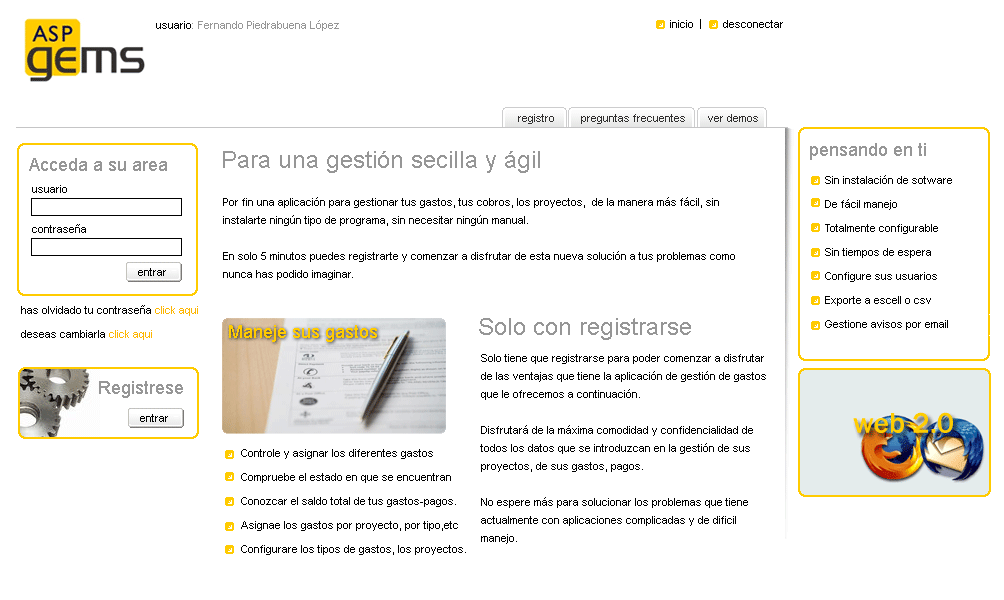 ASP
gems
usuario: Fernando Piedrabuena López
inicio | desconectar
registro
preguntas frecuentes
ver demos
Acceda a su area
usuario
contraseña
entrar
has olvidado tu contraseña click aqui
deseas cambiarla click aqui
Registrese
entrar
Para una gestión secilla y ágil
Por fin una aplicación para gestionar tus gastos, tus cobros, los proyectos, de la manera más fácil, sin
instalarte ningún tipo de programa, sin necesitar ningún manual.
En solo 5 minutos puedes registrarte y comenzar a disfrutar de esta nueva solución a tus problemas como
nunca has podido imaginar.
Maneje sus gastos
Controle y asignar los diferentes gastos
Compruebe el estado en que se encuentran
Conozcar el saldo total de tus gastos-pagos.
Asignae los gastos por proyecto, por tipo,etc
Configurare los tipos de gastos, los proyectos.
Solo con registrarse
Solo tiene que registrarse para poder comenzar a disfrutar
de las ventajas que tiene la aplicación de gestión de gastos
que le ofrecemos a continuación.
Disfrutará de la máxima comodidad y confidencialidad de
todos los datos que se introduzcan en la gestión de sus
proyectos, de sus gastos, pagos.
No espere más para solucionar los problemas que tiene
actualmente con aplicaciones complicadas y de dificil
manejo.
pensando en ti
Sin instalación de sotware
De fácil manejo
Totalmente configurable
Sin tiempos de espera
Configure sus usuarios
Exporte a escell o csv
Gestione avisos por email
web 2.0